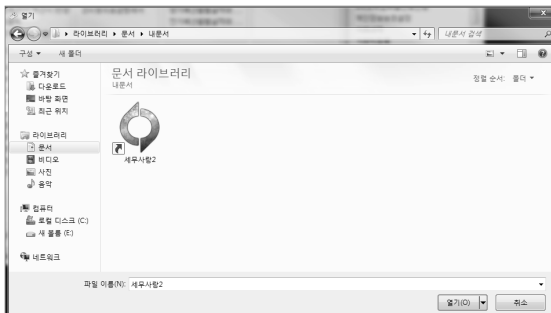 열기
▸ 라이브러리 ▸ 문서 ▸ 내문서
내문서 검색
구성 ▾ 새 폴더
즐겨찾기
다운로드
바탕 화면
최근 위치
라이브러리
문서
비디오
사진
음악
컴퓨터
로컬 디스크 (C:)
새 볼륨 (E:)
네트워크
문서 라이브러리
내문서
정렬 순서: 폴더 ▾
세무사랑2
파일 이름(N): 세무사랑2
열기(O)
취소